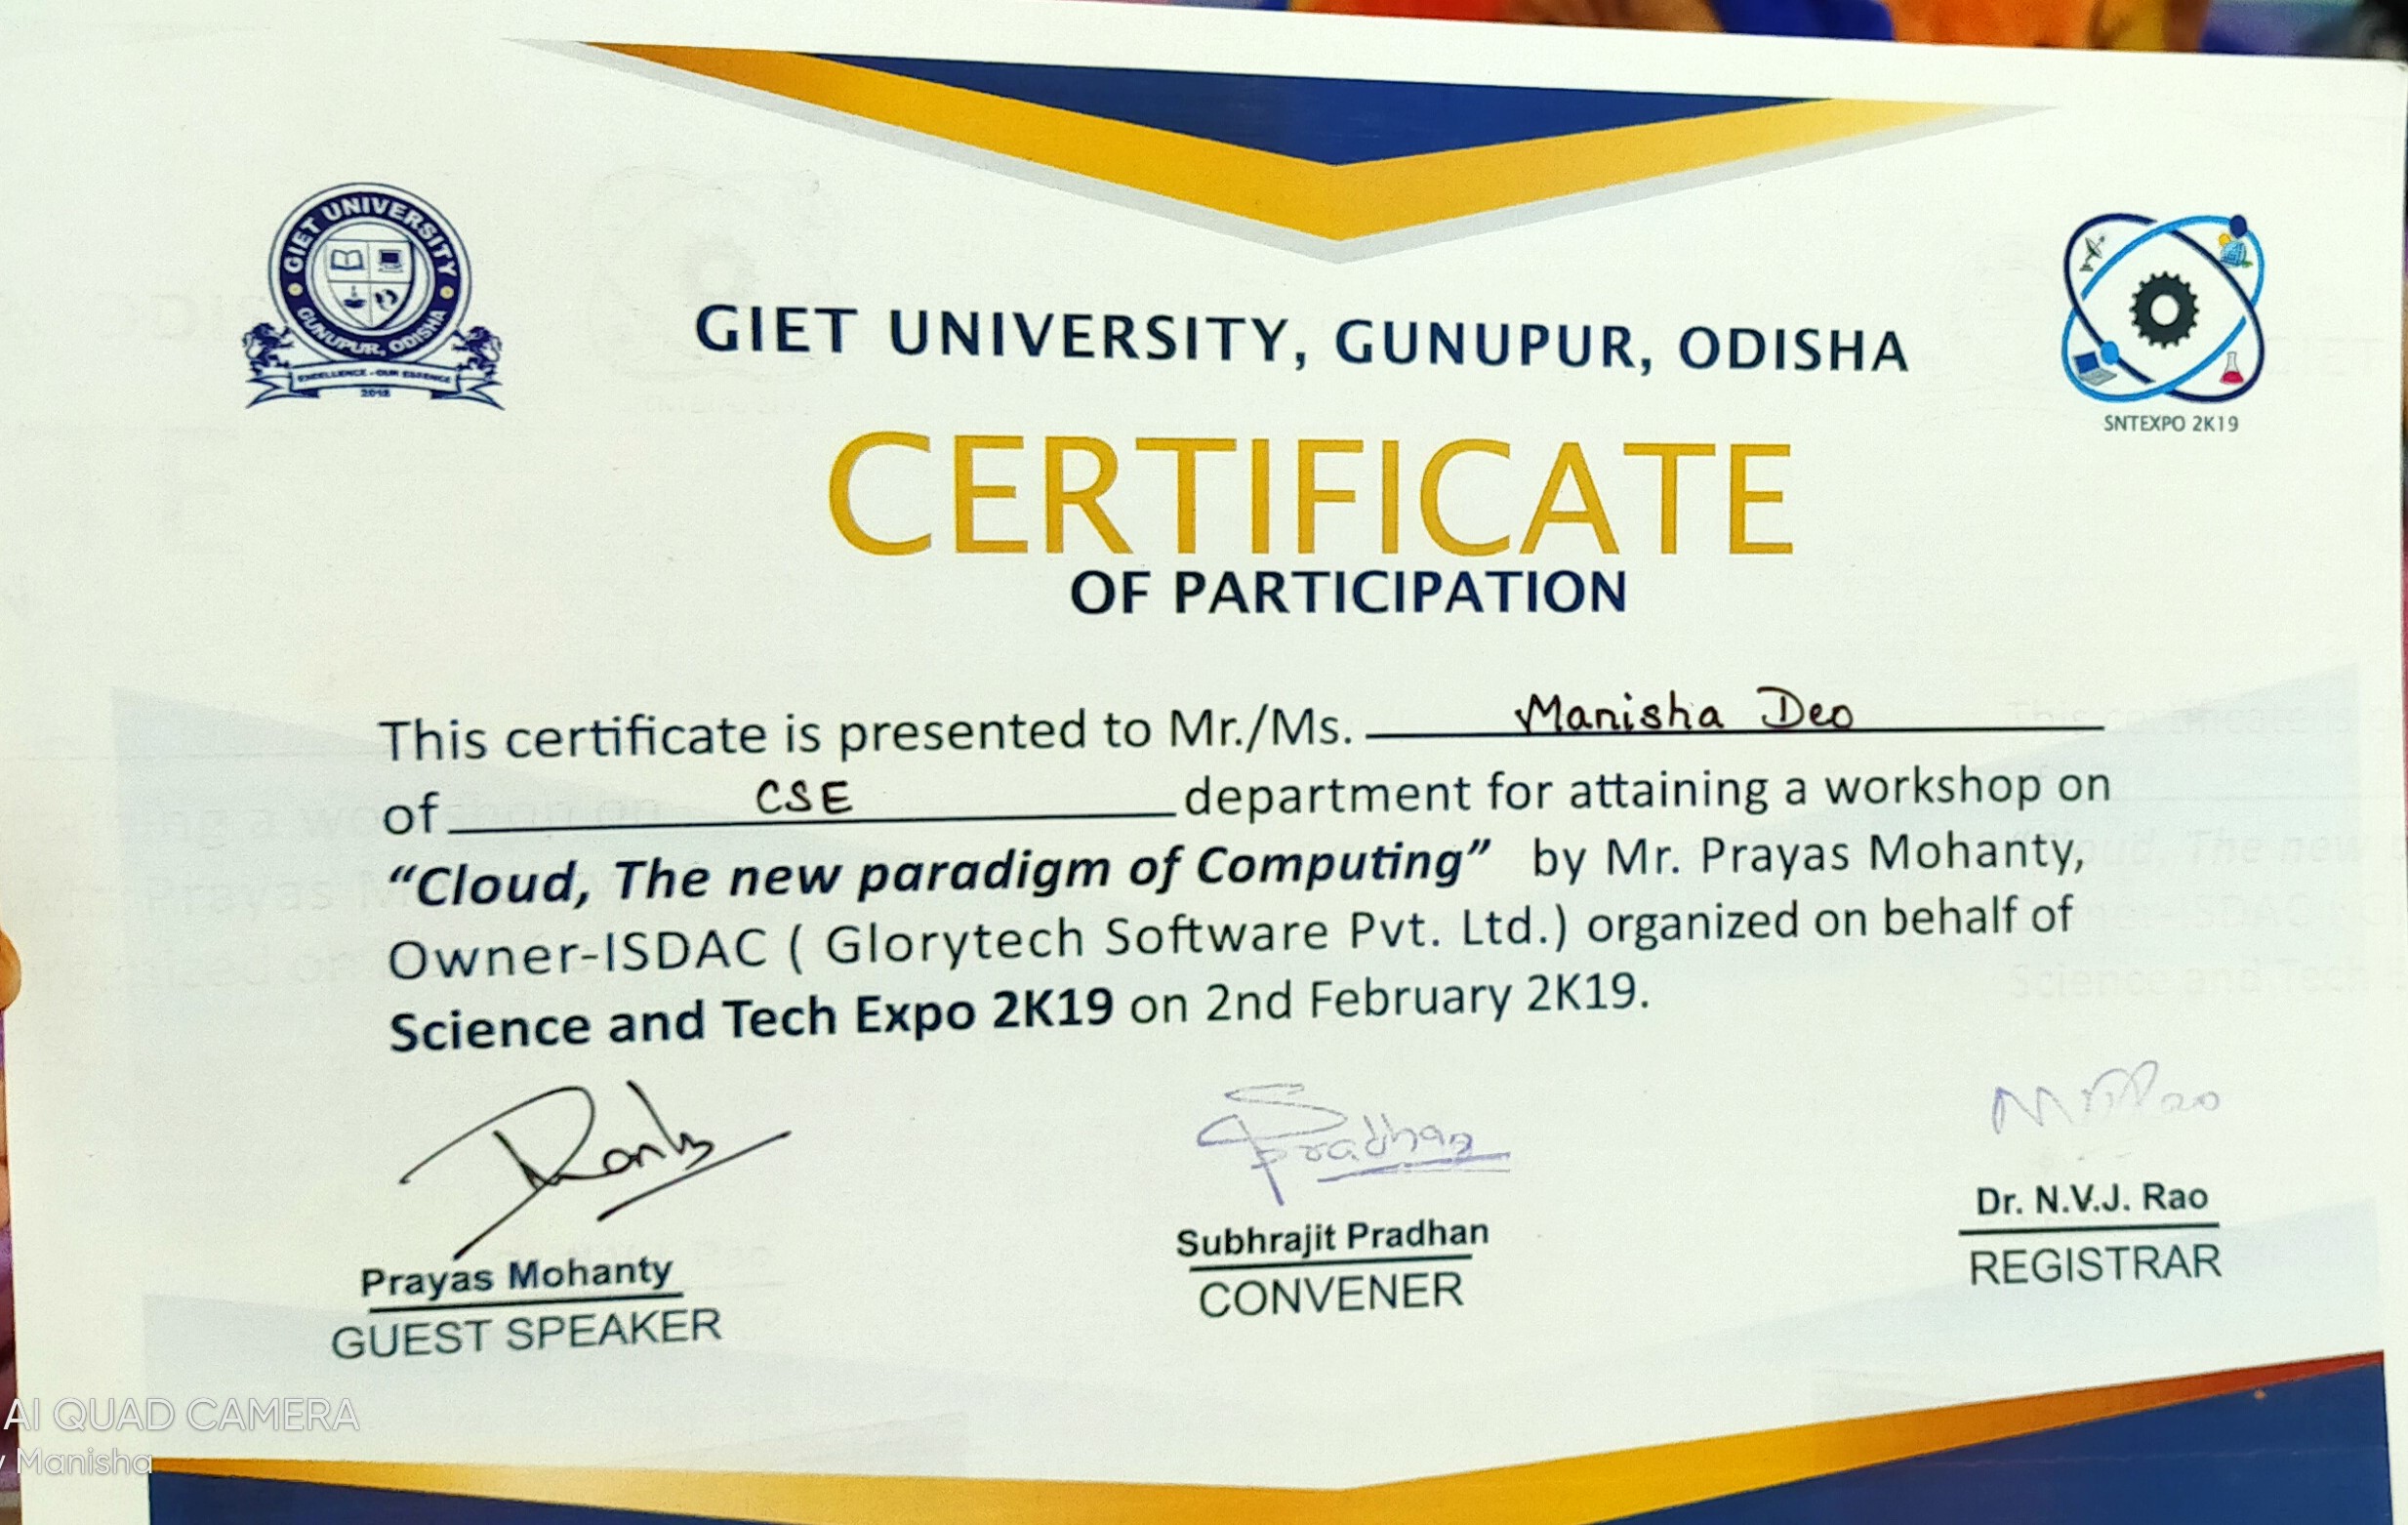 GIET UNIVERSITY
GUNUPUR, ODISHA
EXCELLENCE - OUR ESSENCE
2018
SNTEXPO 2K19
GIET UNIVERSITY, GUNUPUR, ODISHA
CERTIFICATE
OF PARTICIPATION
This certificate is presented to Mr./Ms. Manisha Deo
of CSE department for attaining a workshop on
“Cloud, The new paradigm of Computing” by Mr. Prayas Mohanty,
Owner-ISDAC ( Glorytech Software Pvt. Ltd.) organized on behalf of
Science and Tech Expo 2K19 on 2nd February 2K19.
Pradhan
Rao
Prayas Mohanty
GUEST SPEAKER
Subhrajit Pradhan
CONVENER
Dr. N.V.J. Rao
REGISTRAR
AI QUAD CAMERA
Manisha